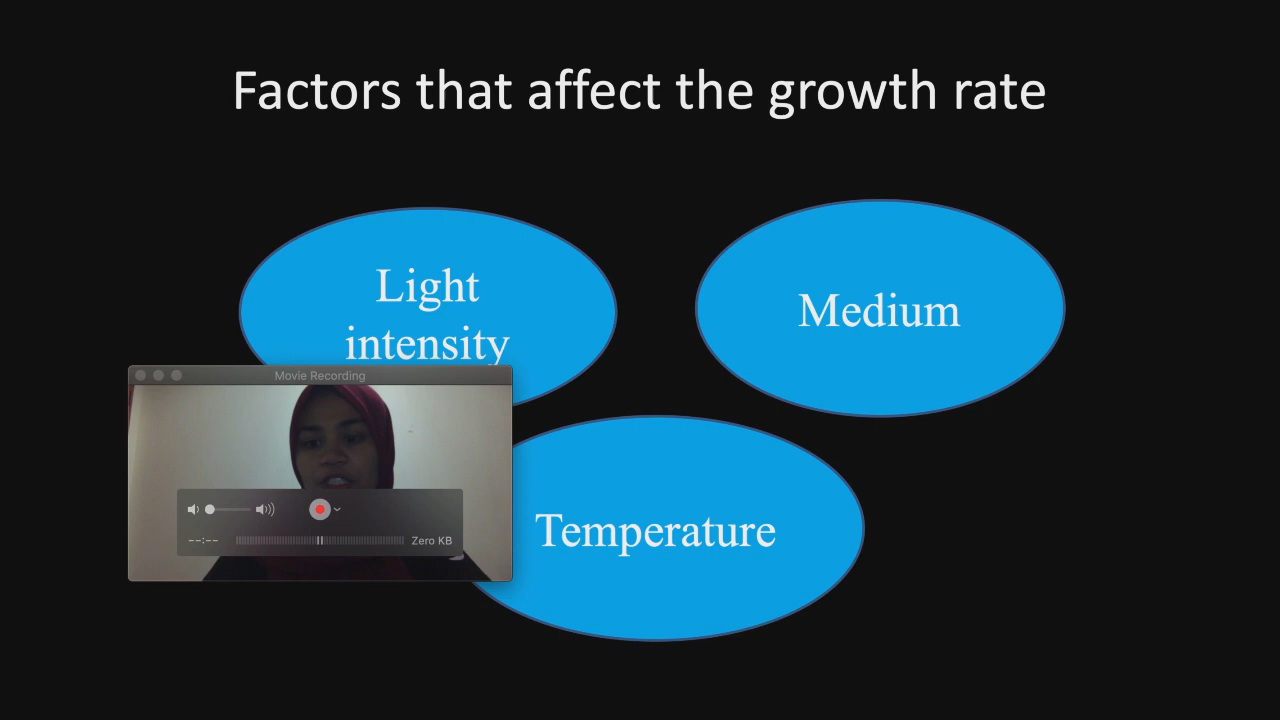 Factors that affect the growth rate
Light
intensity
Medium
Movie Recording
--:--
Zero KB
Temperature